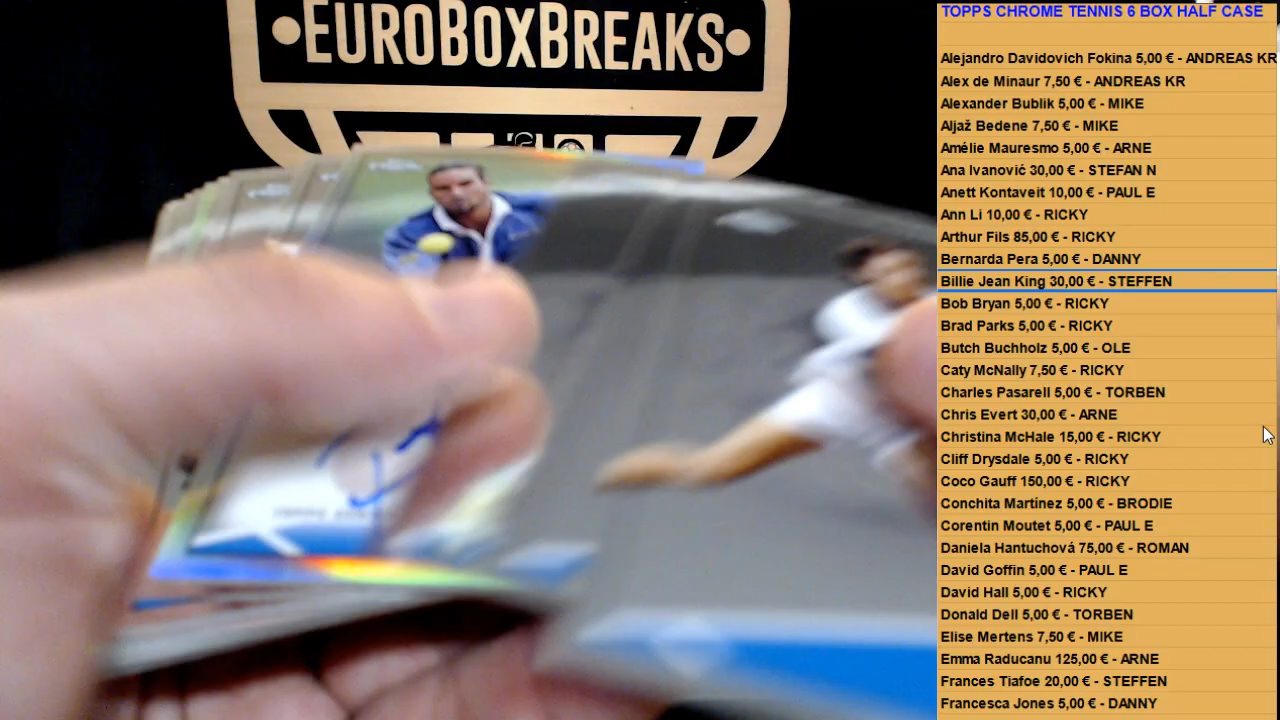 EUROBOXBREAKS
TOPPS CHROME TENNIS 6 BOX HALF CASE
Alejandro Davidovich Fokina 5,00 € - ANDREAS KR
Alex de Minaur 7,50 € - ANDREAS KR
Alexander Bublik 5,00 € - MIKE
Aljaž Bedene 7,50 € - MIKE
Amélie Mauresmo 5,00 € - ARNE
Ana Ivanović 30,00 € - STEFAN N
Anett Kontaveit 10,00 € - PAUL E
Ann Li 10,00 € - RICKY
Arthur Fils 85,00 € - RICKY
Bernarda Pera 5,00 € - DANNY
Billie Jean King 30,00 € - STEFFEN
Bob Bryan 5,00 € - RICKY
Brad Parks 5,00 € - RICKY
Butch Buchholz 5,00 € - OLE
Caty McNally 7,50 € - RICKY
Charles Pasarell 5,00 € - TORBEN
Chris Evert 30,00 € - ARNE
Christina McHale 15,00 € - RICKY
Cliff Drysdale 5,00 € - RICKY
Coco Gauff 150,00 € - RICKY
Conchita Martínez 5,00 € - BRODIE
Corentin Moutet 5,00 € - PAUL E
Daniela Hantuchová 75,00 € - ROMAN
David Goffin 5,00 € - PAUL E
David Hall 5,00 € - RICKY
Donald Dell 5,00 € - TORBEN
Elise Mertens 7,50 € - MIKE
Emma Raducanu 125,00 € - ARNE
Frances Tiafoe 20,00 € - STEFFEN
Francesca Jones 5,00 € - DANNY